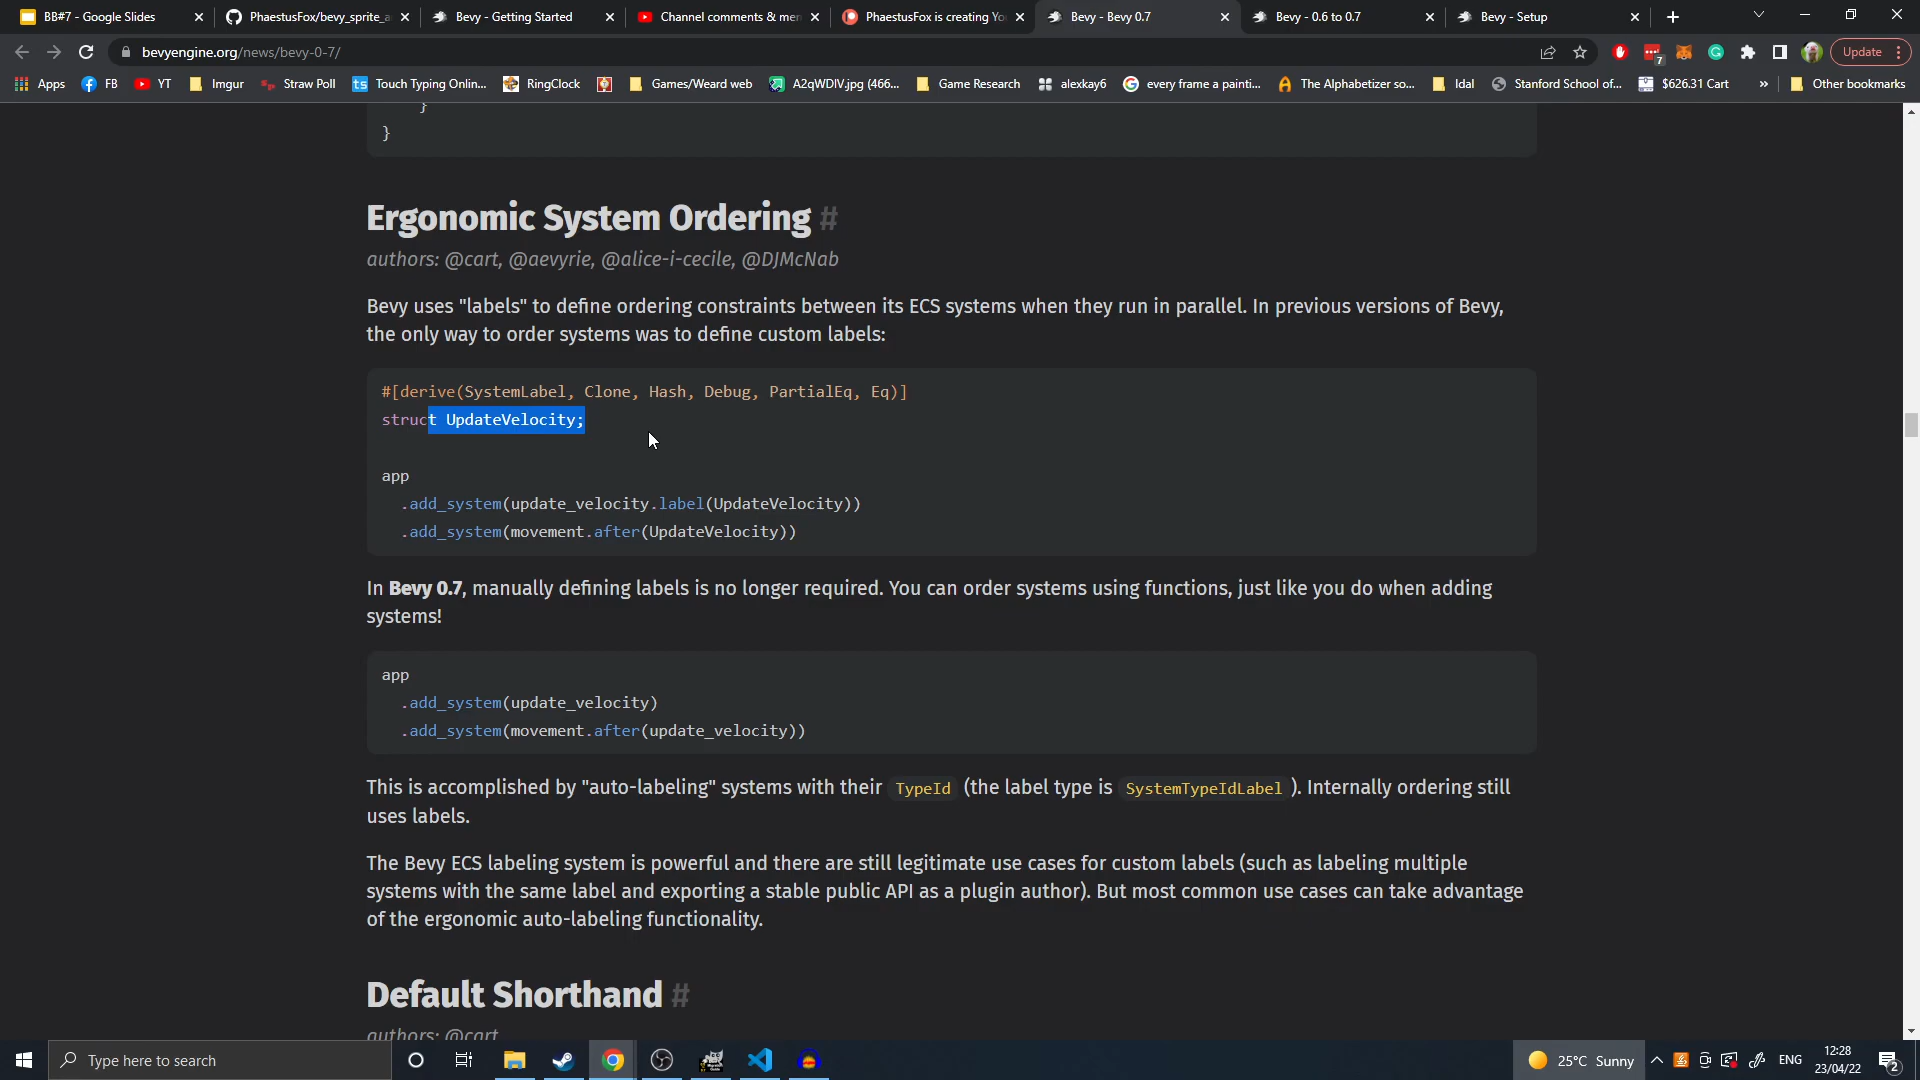 BB#7 - Google Slides
PhaestusFox/bevy_sprite_a
Bevy - Getting Started
Channel comments & men
PhaestusFox is creating Yo
Bevy - Bevy 0.7
Bevy - 0.6 to 0.7
Bevy - Setup
bevyengine.org/news/bevy-0-7/
7
Update
Apps
FB
YT
Imgur
Straw Poll
Touch Typing Onlin...
RingClock
Games/Weard web
A2qWDIV.jpg (466...
Game Research
alexkay6
every frame a painti...
The Alphabetizer so...
Idal
Stanford School of...
$626.31 Cart
»
Other bookmarks
}
}
Ergonomic System Ordering #
authors: @cart, @aevyrie, @alice-i-cecile, @DJMcNab
Bevy uses "labels" to define ordering constraints between its ECS systems when they run in parallel. In previous versions of Bevy,
the only way to order systems was to define custom labels:
#[derive(SystemLabel, Clone, Hash, Debug, PartialEq, Eq)]
struct UpdateVelocity;
app
.add_system(update_velocity.label(UpdateVelocity))
.add_system(movement.after(UpdateVelocity))
In Bevy 0.7, manually defining labels is no longer required. You can order systems using functions, just like you do when adding
systems!
app
.add_system(update_velocity)
.add_system(movement.after(update_velocity))
This is accomplished by "auto-labeling" systems with their TypeId (the label type is SystemTypeIdLabel ). Internally ordering still
uses labels.
The Bevy ECS labeling system is powerful and there are still legitimate use cases for custom labels (such as labeling multiple
systems with the same label and exporting a stable public API as a plugin author). But most common use cases can take advantage
of the ergonomic auto-labeling functionality.
Default Shorthand #
authors: @cart
Type here to search
25°C Sunny
ENG
12:28
23/04/22
2